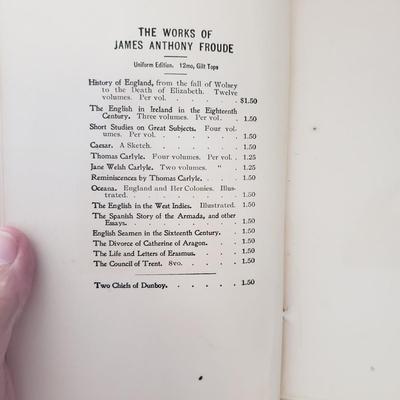 THE WORKS OF
JAMES ANTHONY FROUDE
Uniform Edition. 12mo, Gilt Tops
History of England, from the fall of Wolsey
to the Death of Elizabeth. Twelve
volumes. Per vol. . . . . . . $1.50
The English in Ireland in the Eighteenth
Century. Three volumes. Per vol. . 1.50
Short Studies on Great Subjects. Four vol-
umes. Per vol. . . . . . . 1.50
Caesar. A Sketch. . . . . . . 1.50
Thomas Carlyle. Four volumes. Per vol. . 1.25
Jane Welsh Carlyle. Two volumes. " . 1.25
Reminiscences by Thomas Carlyle. . . . 1.50
Oceana. England and Her Colonies. Illus-
trated. . . . . . . . . 1.50
The English in the West Indies. Illustrated. 1.50
The Spanish Story of the Armada, and other
Essays. . . . . . . . . 1.50
English Seamen in the Sixteenth Century. . 1.50
The Divorce of Catherine of Aragon. . . . 1.50
The Life and Letters of Erasmus. . . . 1.50
The Council of Trent. 8vo. . . . . 1.50
Two Chiefs of Dunboy. . . . . . 1.50